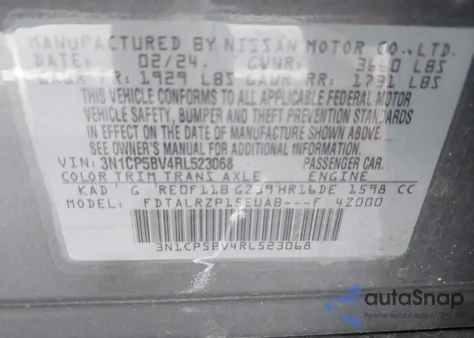 MANUFACTURED BY NISSAN MOTOR CO., LTD.
DATE: 02/24 GVWR: 3660 LBS
GAWR FR: 1929 LBS GAWR RR: 1731 LBS
THIS VEHICLE CONFORMS TO ALL APPLICABLE FEDERAL MOTOR
VEHICLE SAFETY, BUMPER AND THEFT PREVENTION STANDARDS
IN EFFECT ON THE DATE OF MANUFACTURE SHOWN ABOVE.
SEE OWNER'S MANUAL FOR ADDITIONAL INFORMATION.
VIN: 3N1CP5BV4RL523068 PASSENGER CAR
COLOR TRIM TRANS AXLE ENGINE
KAD G RE0F11B GZ39 HR16DE 1598 CC
MODEL: FDTALRZP15EUAB---F 4Z000
3N1CP5BV4RL523068
autoSnap